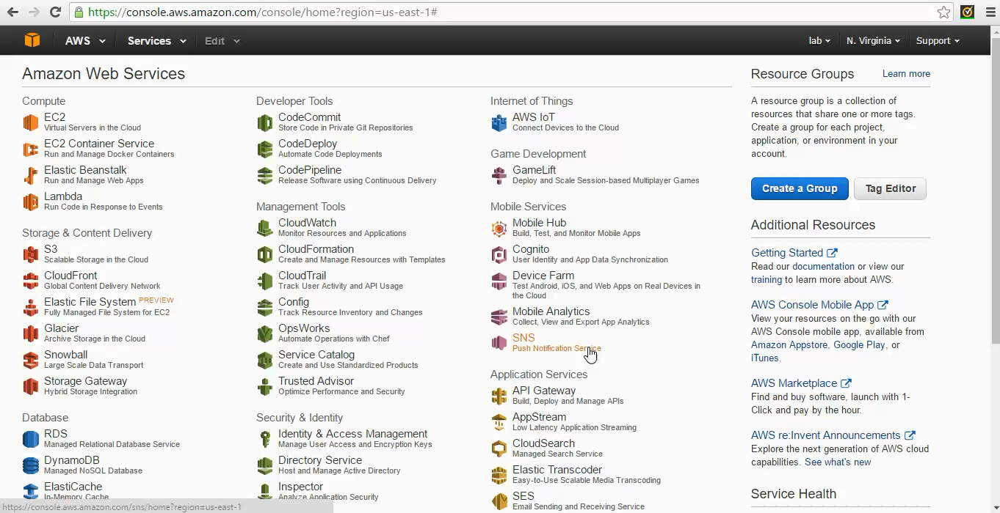 https://console.aws.amazon.com/console/home?region=us-east-1#
AWS
Services
Edit
lab
N. Virginia
Support
Amazon Web Services
Compute
EC2
Virtual Servers in the Cloud
EC2 Container Service
Run and Manage Docker Containers
Elastic Beanstalk
Run and Manage Web Apps
Lambda
Run Code in Response to Events
Storage & Content Delivery
S3
Scalable Storage in the Cloud
CloudFront
Global Content Delivery Network
Elastic File System PREVIEW
Fully Managed File System for EC2
Glacier
Archive Storage in the Cloud
Snowball
Large Scale Data Transport
Storage Gateway
Hybrid Storage Integration
Database
RDS
Managed Relational Database Service
DynamoDB
Managed NoSQL Database
ElastiCache
In-Memory Cache
Developer Tools
CodeCommit
Store Code in Private Git Repositories
CodeDeploy
Automate Code Deployments
CodePipeline
Release Software using Continuous Delivery
Management Tools
CloudWatch
Monitor Resources and Applications
CloudFormation
Create and Manage Resources with Templates
CloudTrail
Track User Activity and API Usage
Config
Track Resource Inventory and Changes
OpsWorks
Automate Operations with Chef
Service Catalog
Create and Use Standardized Products
Trusted Advisor
Optimize Performance and Security
Security & Identity
Identity & Access Management
Manage User Access and Encryption Keys
Directory Service
Host and Manage Active Directory
Inspector
Analyze Application Security
Internet of Things
AWS IoT
Connect Devices to the Cloud
Game Development
GameLift
Deploy and Scale Session-based Multiplayer Games
Mobile Services
Mobile Hub
Build, Test, and Monitor Mobile Apps
Cognito
User Identity and App Data Synchronization
Device Farm
Test Android, iOS, and Web Apps on Real Devices in
the Cloud
Mobile Analytics
Collect, View and Export App Analytics
SNS
Push Notification Service
Application Services
API Gateway
Build, Deploy and Manage APIs
AppStream
Low Latency Application Streaming
CloudSearch
Managed Search Service
Elastic Transcoder
Easy-to-Use Scalable Media Transcoding
SES
Email Sending and Receiving Service
Resource Groups
Learn more
A resource group is a collection of
resources that share one or more tags.
Create a group for each project,
application, or environment in your
account.
Create a Group
Tag Editor
Additional Resources
Getting Started
Read our documentation or view our
training to learn more about AWS.
AWS Console Mobile App
View your resources on the go with our
AWS Console mobile app, available from
Amazon Appstore, Google Play, or
iTunes.
AWS Marketplace
Find and buy software, launch with 1-
Click and pay by the hour.
AWS re:Invent Announcements
Explore the next generation of AWS cloud
capabilities. See what's new
Service Health
https://console.aws.amazon.com/sns/home?region=us-east-1